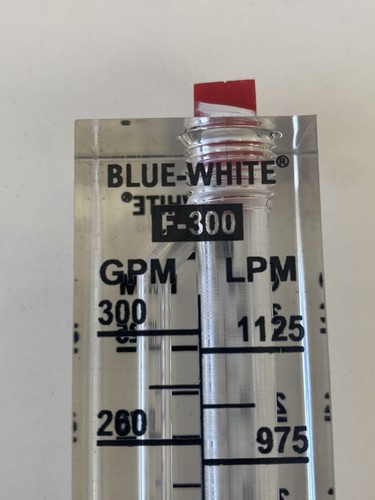 BLUE-WHITE®
F-300
GPM LPM
300 1125
260 975